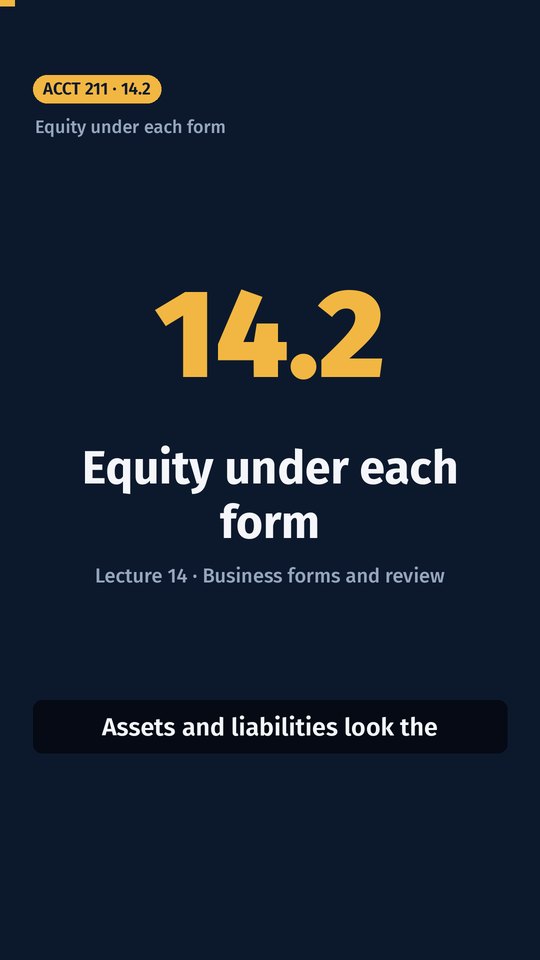 ACCT 211 · 14.2
Equity under each form
14.2
Equity under each
form
Lecture 14 · Business forms and review
Assets and liabilities look the